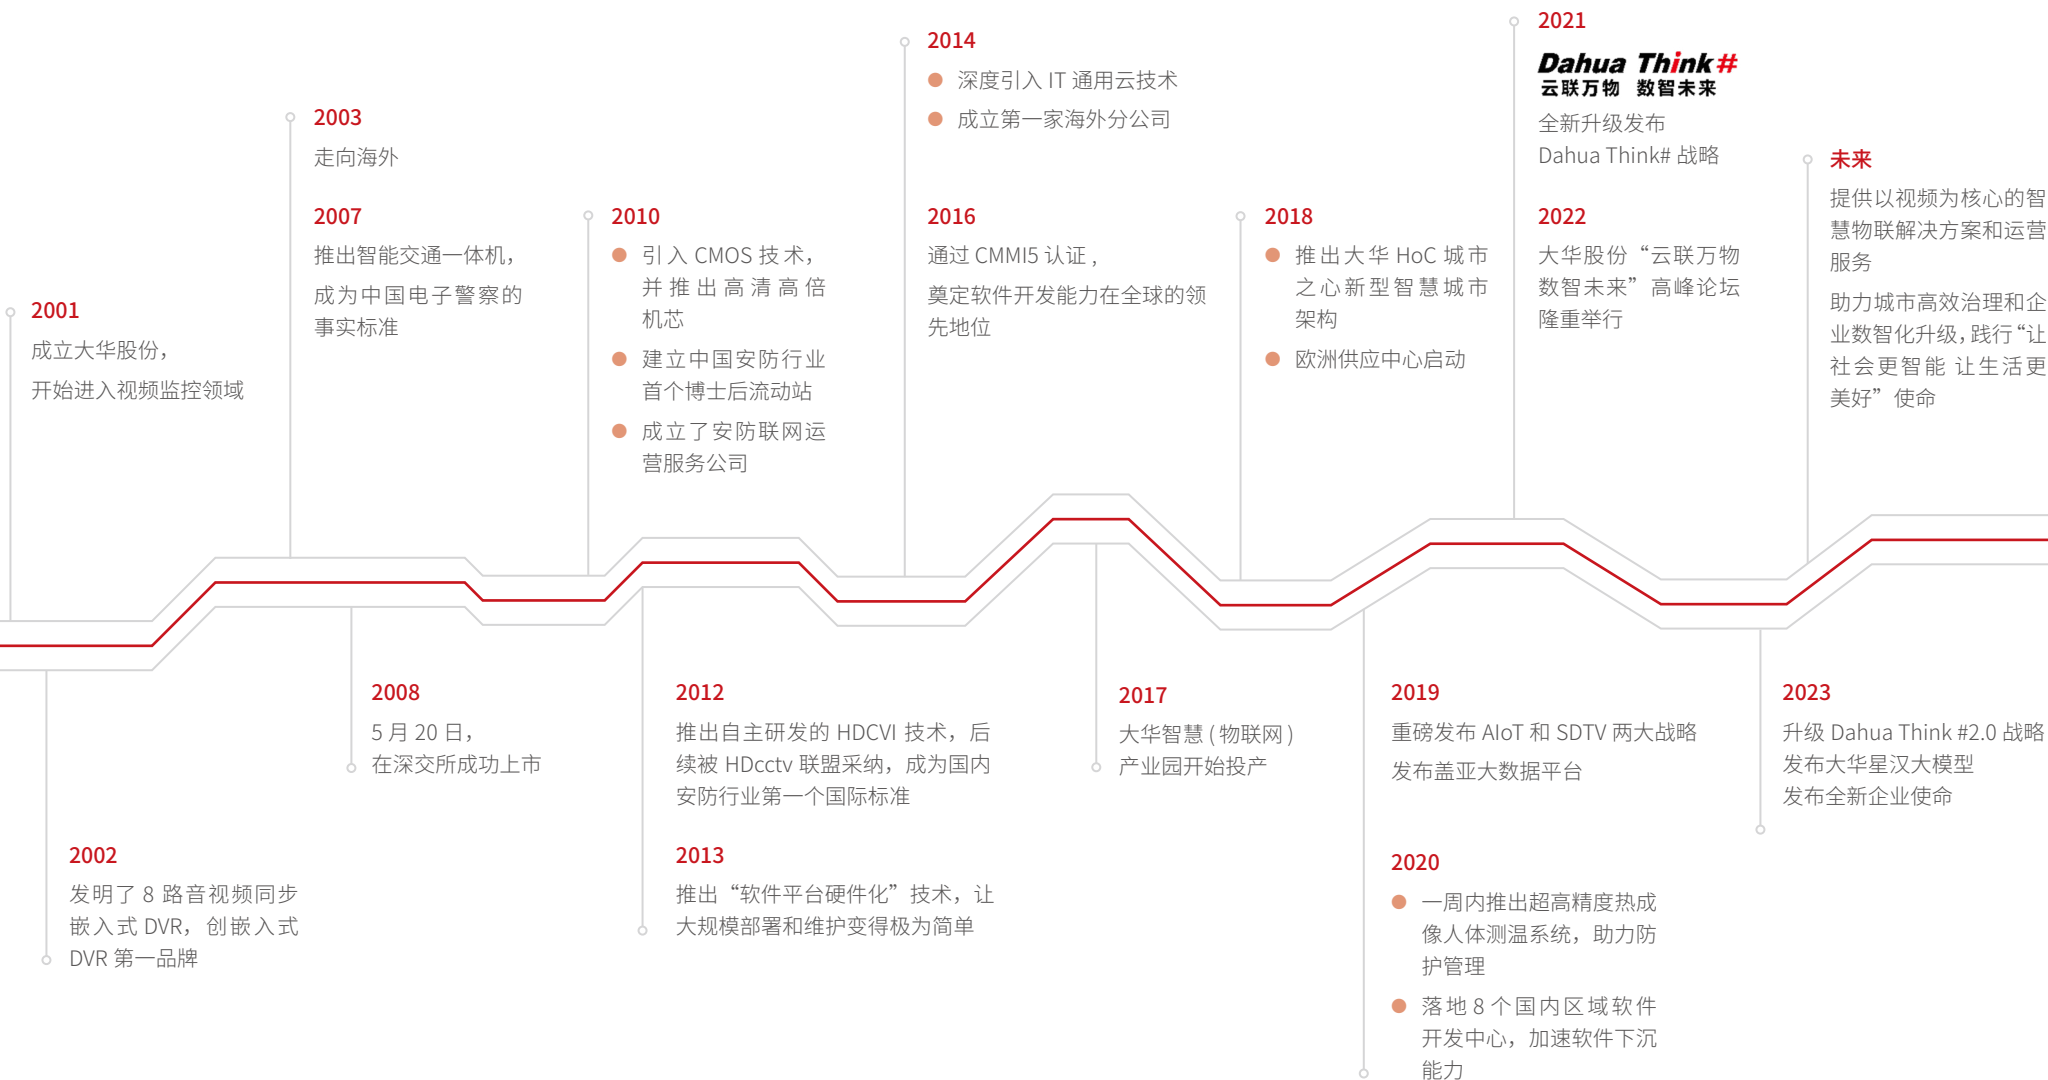 2001
成立大华股份，
开始进入视频监控领域
2002
发明了 8 路音视频同步
嵌入式 DVR，创嵌入式
DVR 第一品牌
2003
走向海外
2007
推出智能交通一体机，
成为中国电子警察的
事实标准
2008
5 月 20 日，
在深交所成功上市
2010
引入 CMOS 技术，
并推出高清高倍
机芯
建立中国安防行业
首个博士后流动站
成立了安防联网运
营服务公司
2012
推出自主研发的 HDCVI 技术，后
续被 HDcctv 联盟采纳，成为国内
安防行业第一个国际标准
2013
推出“软件平台硬件化”技术，让
大规模部署和维护变得极为简单
2014
深度引入 IT 通用云技术
成立第一家海外分公司
2016
通过 CMMI5 认证 ,
奠定软件开发能力在全球的领
先地位
2017
大华智慧 ( 物联网 )
产业园开始投产
2018
推出大华 HoC 城市
之心新型智慧城市
架构
欧洲供应中心启动
2019
重磅发布 AIoT 和 SDTV 两大战略
发布盖亚大数据平台
2020
一周内推出超高精度热成
像人体测温系统，助力防
护管理
落地 8 个国内区域软件
开发中心，加速软件下沉
能力
2021
Dahua Think#
云联万物 数智未来
全新升级发布
Dahua Think# 战略
2022
大华股份“云联万物
数智未来”高峰论坛
隆重举行
2023
升级 Dahua Think #2.0 战略
发布大华星汉大模型
发布全新企业使命
未来
提供以视频为核心的智
慧物联解决方案和运营
服务
助力城市高效治理和企
业数智化升级，践行“让
社会更智能 让生活更
美好”使命